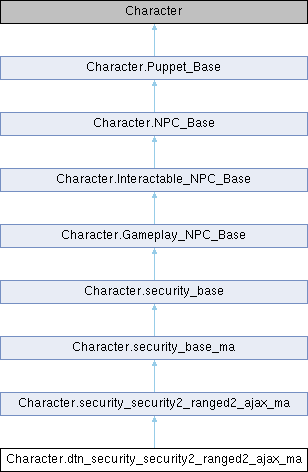 Character
Character.Puppet_Base
Character.NPC_Base
Character.Interactable_NPC_Base
Character.Gameplay_NPC_Base
Character.security_base
Character.security_base_ma
Character.security_security2_ranged2_ajax_ma
Character.dtn_security_security2_ranged2_ajax_ma